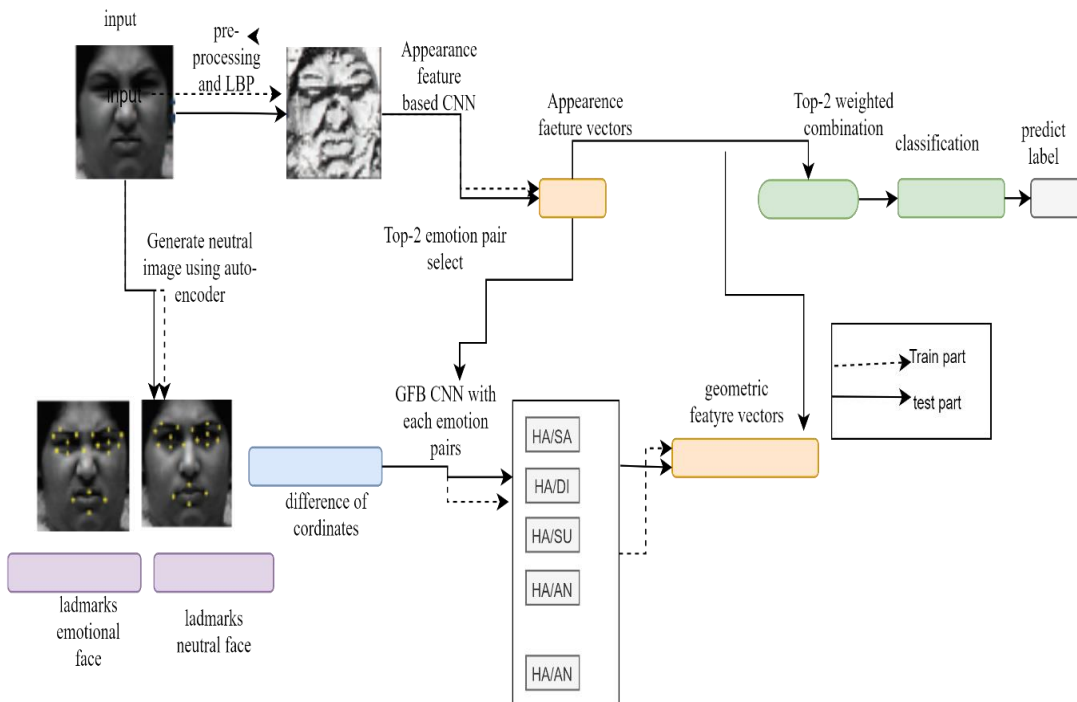 input
pre-
processing
and LBP
input
Appearance
feature
based CNN
Appearence
faeture vectors
Top-2 weighted
combination
classification
predict
label
Top-2 emotion pair
select
Generate neutral
image using auto-
encoder
GFB CNN with
each emotion
pairs
HA/SA
HA/DI
HA/SU
HA/AN
HA/AN
geometric
featyre vectors
Train part
test part
difference of
cordinates
ladmarks
emotional
face
ladmarks
neutral face